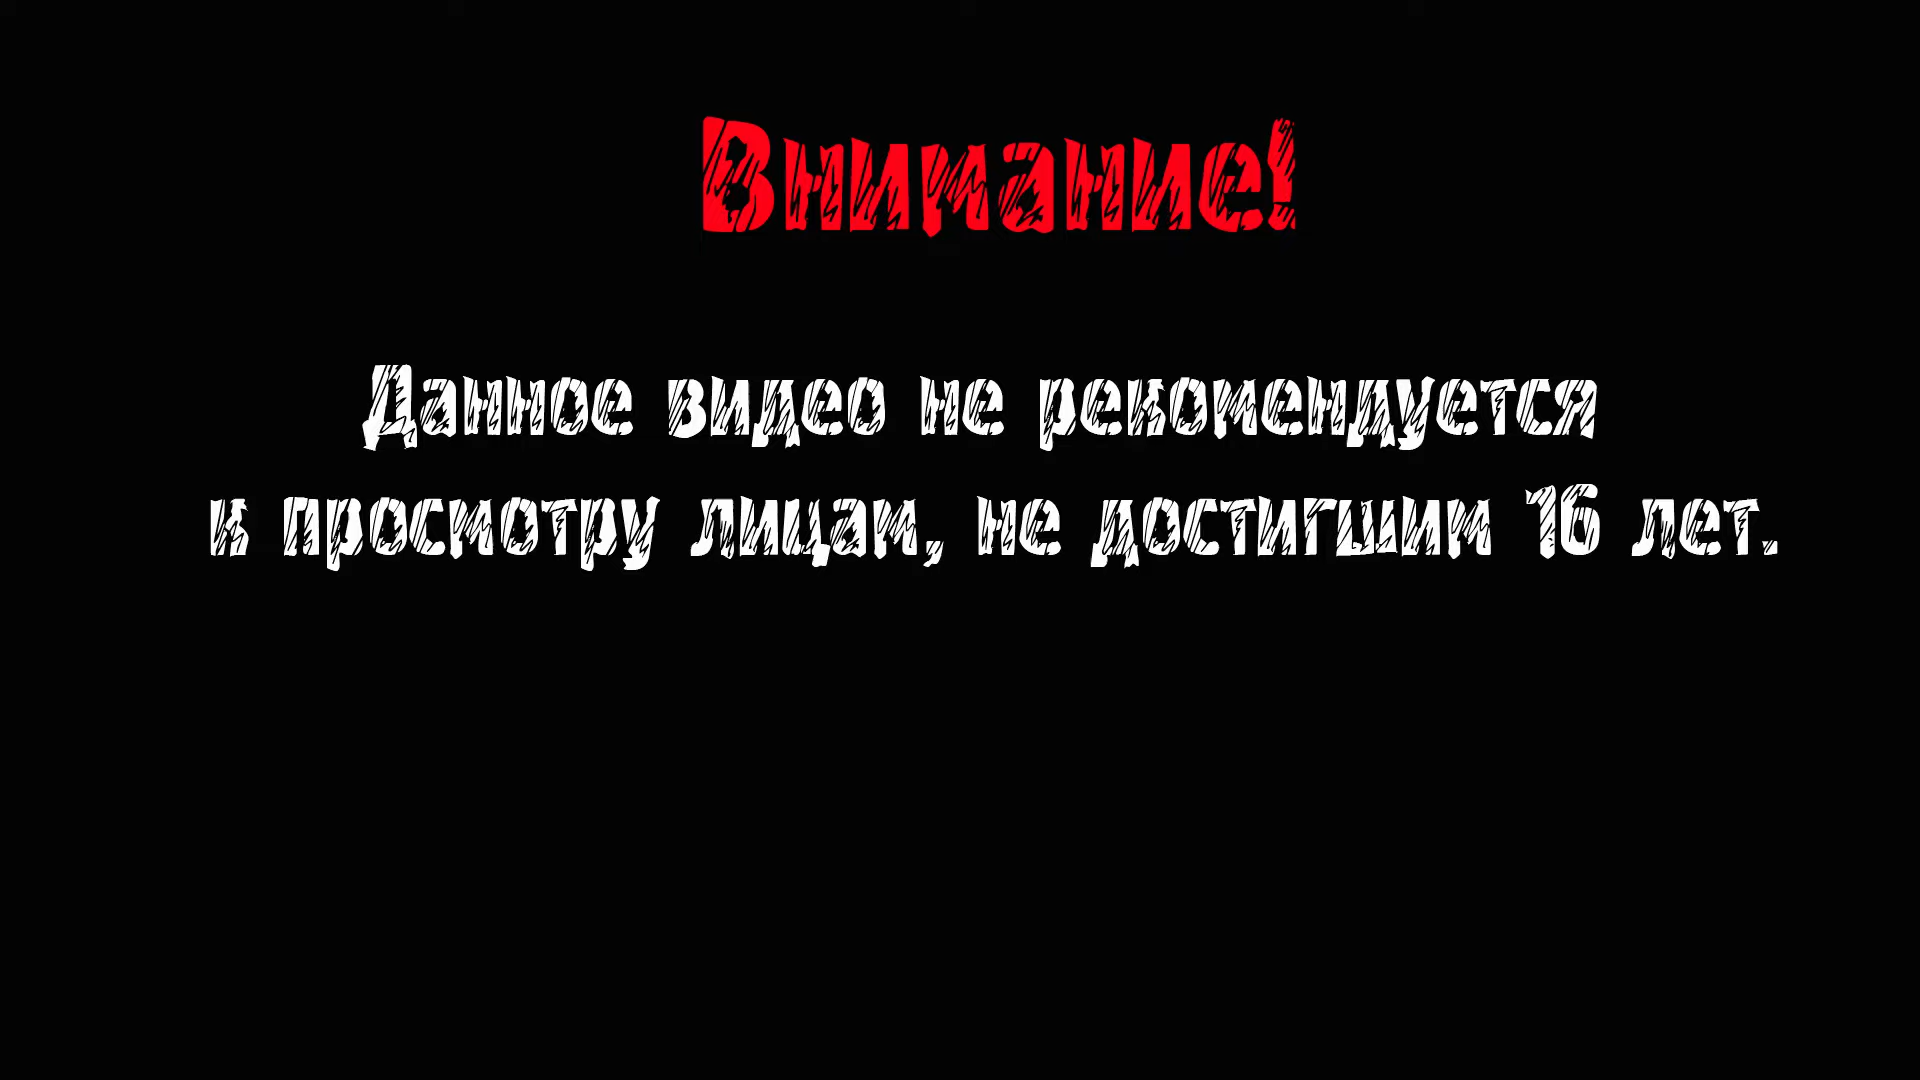 Внимание!
Данное видео не рекомендуется
к просмотру лицам, не достигшим 16 лет.